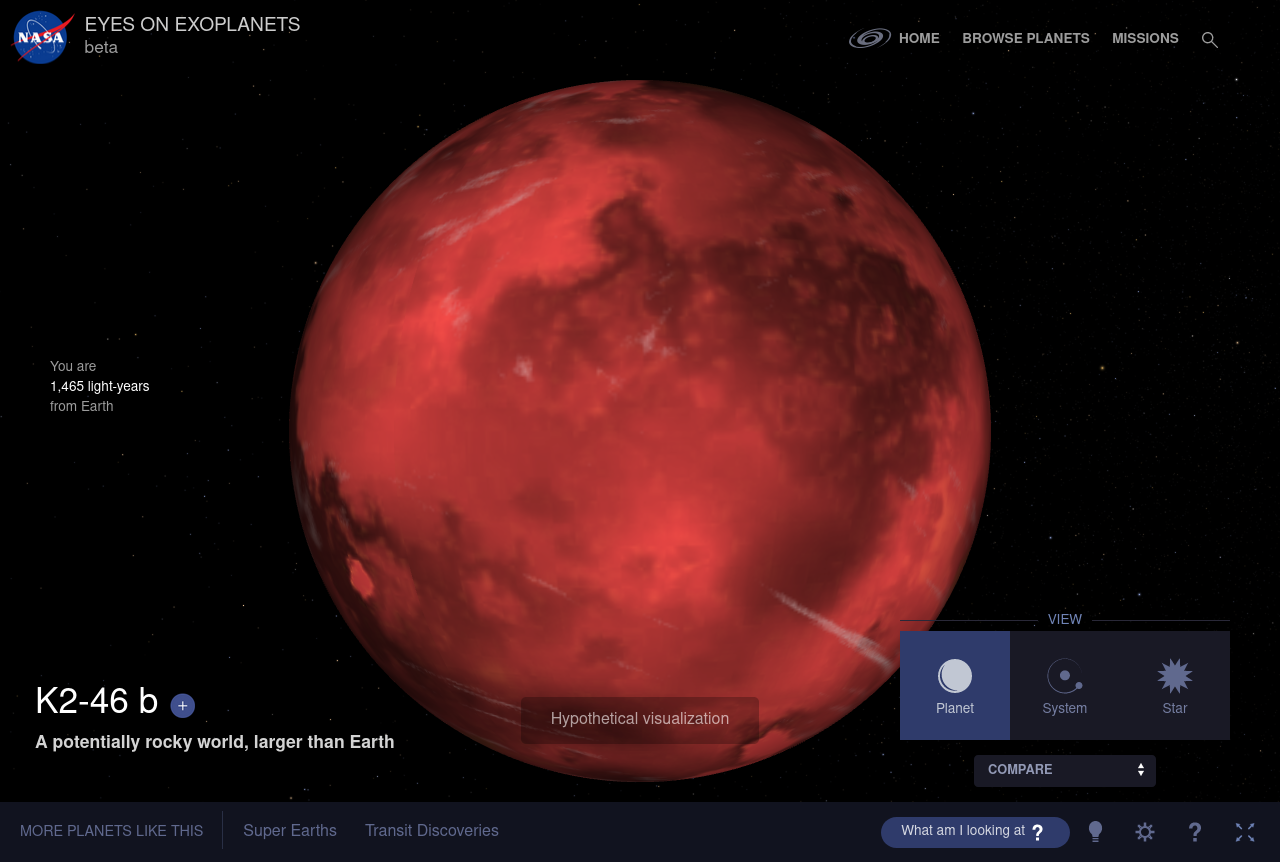 NASA
EYES ON EXOPLANETS
beta
HOME
BROWSE PLANETS
MISSIONS
You are
1,465 light-years
from Earth
K2-46 b +
A potentially rocky world, larger than Earth
Hypothetical visualization
VIEW
Planet
System
Star
COMPARE
MORE PLANETS LIKE THIS
Super Earths
Transit Discoveries
What am I looking at ?
?